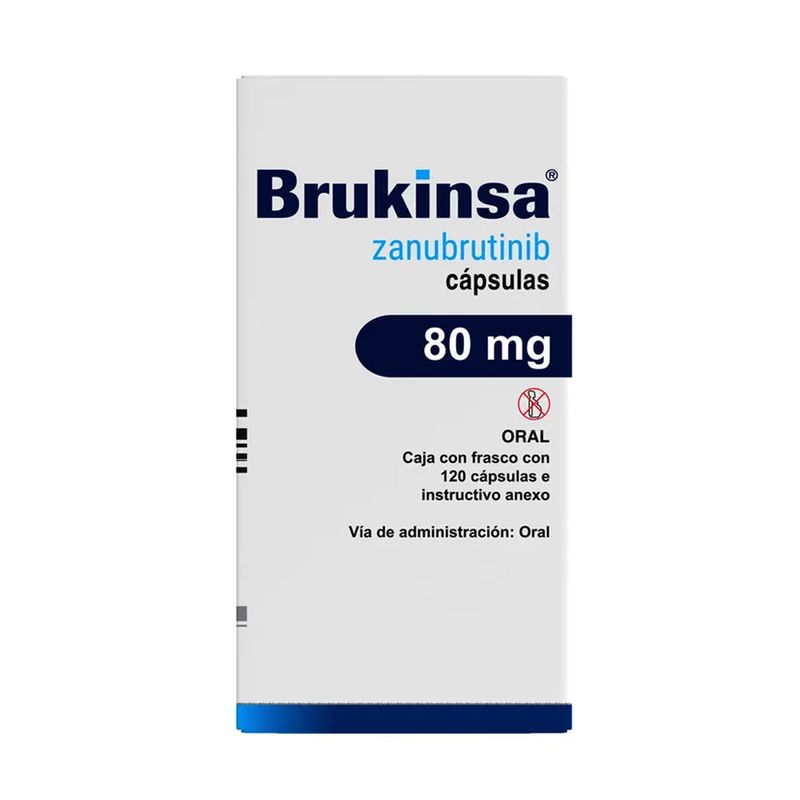 Brukinsa®
zanubrutinib
cápsulas
80 mg
ORAL
Caja con frasco con
120 cápsulas e
instructivo anexo
Vía de administración: Oral